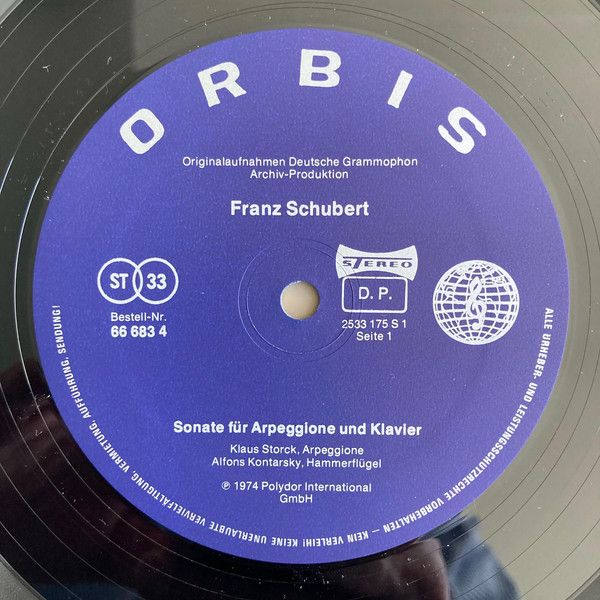 ORBIS
Originalaufnahmen Deutsche Grammophon
Archiv-Produktion
Franz Schubert
ST 33
Bestell-Nr.
66 683 4
STEREO
D. P.
2533 175 S 1
Seite 1
Sonate für Arpeggione und Klavier
Klaus Storck, Arpeggione
Alfons Kontarsky, Hammerflügel
℗ 1974 Polydor International
GmbH
ALLE URHEBER- UND LEISTUNGSSCHUTZRECHTE VORBEHALTEN – KEIN VERLEIH! KEINE UNERLAUBTE VERVIELFÄLTIGUNG, VERMIETUNG, AUFFÜHRUNG, SENDUNG!